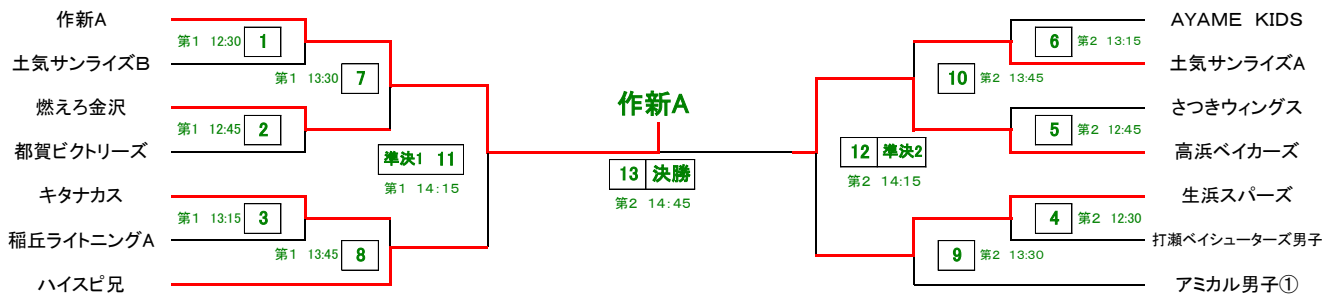 作新A
第1 12:30 1
土気サンライズB
第1 13:30 7
燃えろ金沢
第1 12:45 2
都賀ビクトリーズ
準決1 11
第1 14:15
キタナカス
第1 13:15 3
稲丘ライトニングA
第1 13:45 8
ハイスピ兄
作新A
13 決勝
第2 14:45
AYAME KIDS
6 第2 13:15
土気サンライズA
10 第2 13:45
さつきウィングス
5 第2 12:45
高浜ベイカーズ
12 準決2
第2 14:15
生浜スパーズ
4 第2 12:30
打瀬ベイシューターズ男子
9 第2 13:30
アミカル男子①